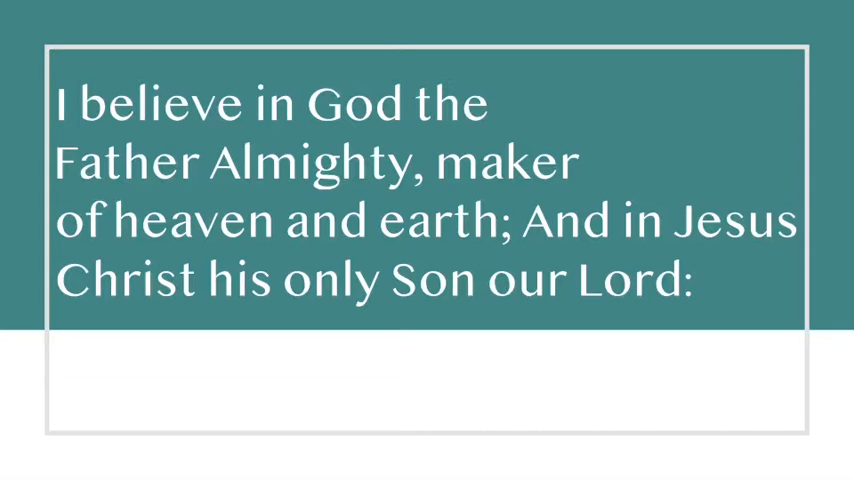 I believe in God the
Father Almighty, maker
of heaven and earth; And in Jesus
Christ his only Son our Lord: